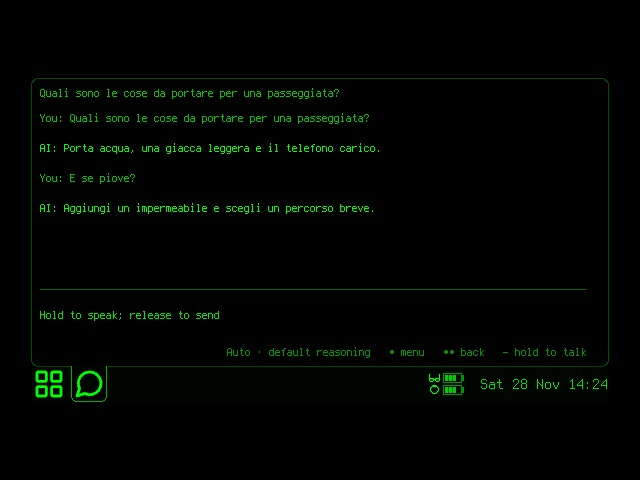 Quali sono le cose da portare per una passeggiata?
You: Quali sono le cose da portare per una passeggiata?
AI: Porta acqua, una giacca leggera e il telefono carico.
You: E se piove?
AI: Aggiungi un impermeabile e scegli un percorso breve.
Hold to speak; release to send
Auto · default reasoning • menu •• back — hold to talk
Sat 28 Nov 14:24